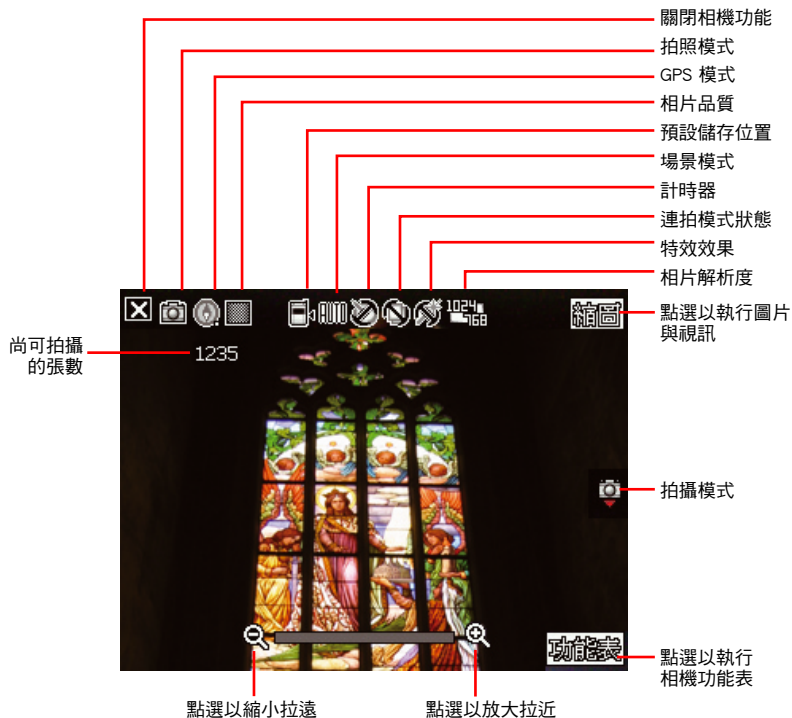 關閉相機功能
拍照模式
GPS 模式
相片品質
預設儲存位置
場景模式
計時器
連拍模式狀態
特效效果
相片解析度
AUTO
1024
768
縮圖
點選以執行圖片
與視訊
尚可拍攝
的張數
1235
拍攝模式
功能表
點選以執行
相機功能表
點選以縮小拉遠
點選以放大拉近